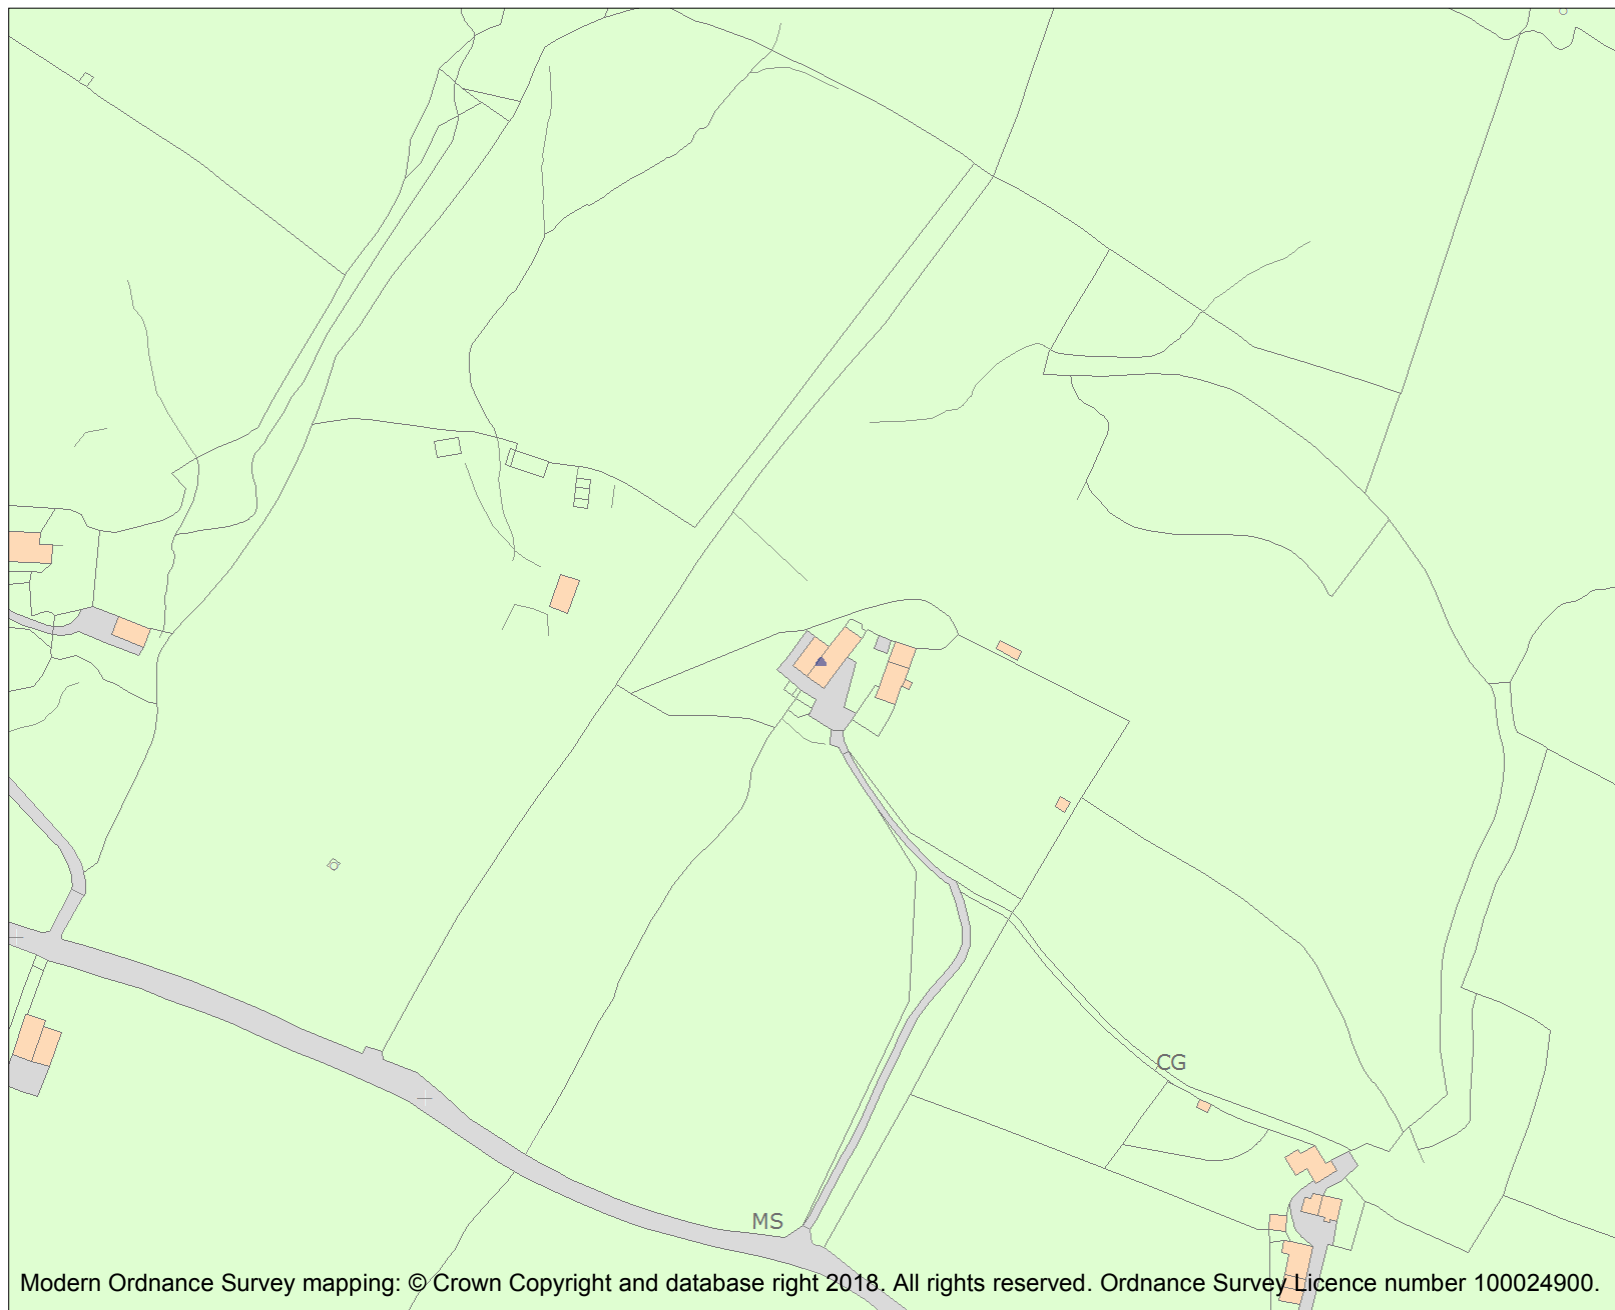 CG
MS
Modern Ordnance Survey mapping: © Crown Copyright and database right 2018. All rights reserved. Ordnance Survey Licence number 100024900.